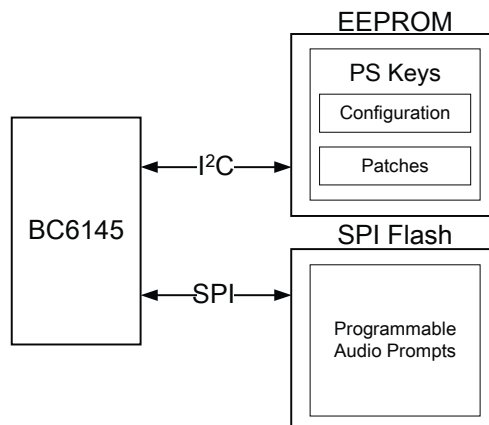 EEPROM
PS Keys
Configuration
Patches
BC6145
I²C
SPI Flash
SPI
Programmable
Audio Prompts